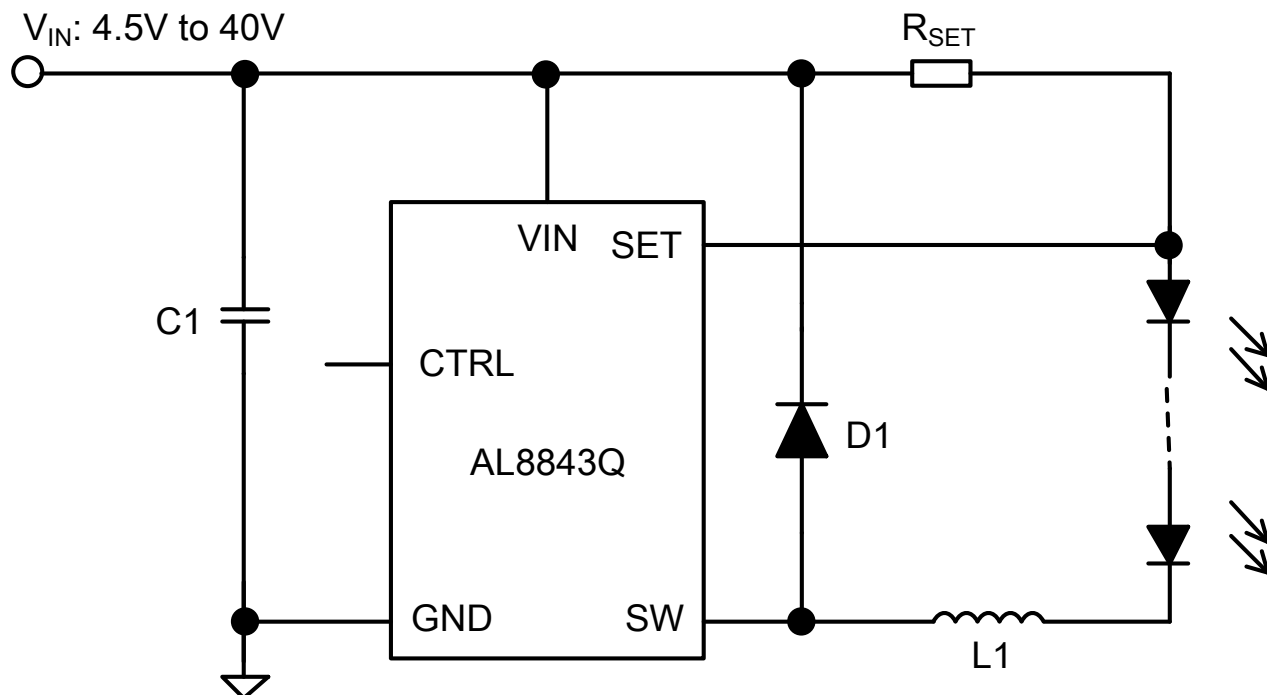 VIN: 4.5V to 40V
RSET
VIN
SET
C1
CTRL
D1
AL8843Q
GND
SW
L1